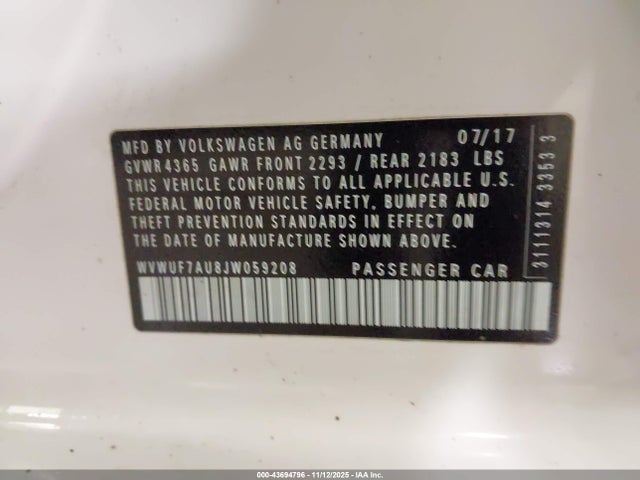 MFD BY VOLKSWAGEN AG GERMANY 07/17
GVWR 4365 GAWR FRONT 2293 / REAR 2183 LBS
THIS VEHICLE CONFORMS TO ALL APPLICABLE U.S.
FEDERAL MOTOR VEHICLE SAFETY, BUMPER AND
THEFT PREVENTION STANDARDS IN EFFECT ON
THE DATE OF MANUFACTURE SHOWN ABOVE.
WVWUF7AU8JW059208 PASSENGER CAR
3111314 3353 3
000-43694796 - 11/12/2025 - IAA Inc.